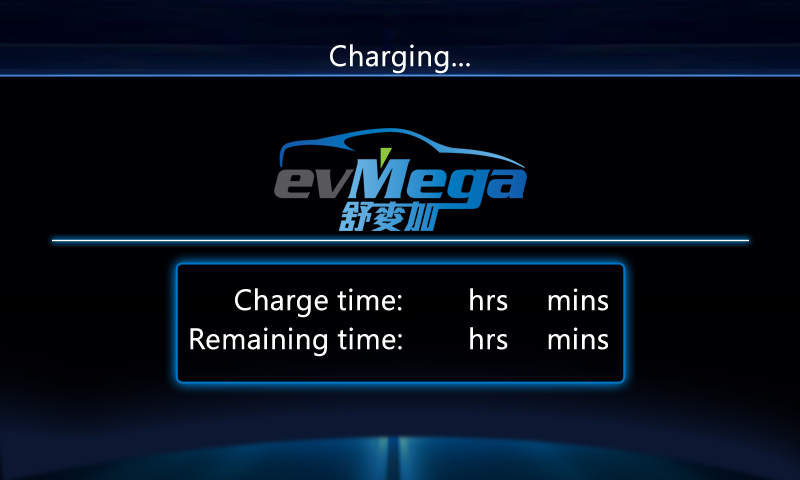 Charging...
evMega
舒麥加
Charge time: hrs mins
Remaining time: hrs mins